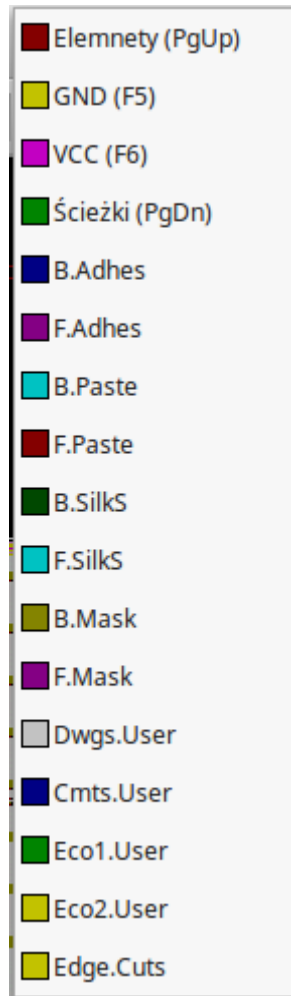 Elemnety (PgUp)
GND (F5)
VCC (F6)
Ścieżki (PgDn)
B.Adhes
F.Adhes
B.Paste
F.Paste
B.SilkS
F.SilkS
B.Mask
F.Mask
Dwgs.User
Cmts.User
Eco1.User
Eco2.User
Edge.Cuts